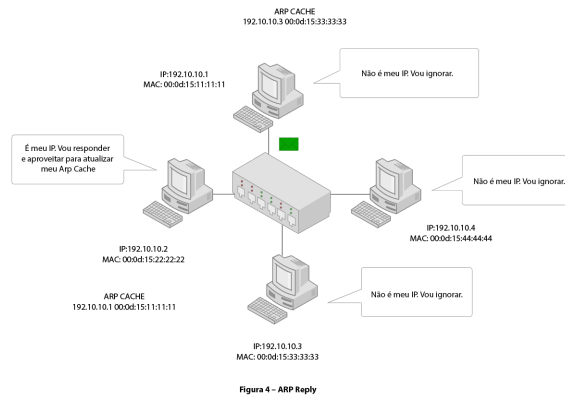 ARP CACHE
192.10.10.3 00:0d:15:33:33:33
IP:192.10.10.1
MAC: 00:0d:15:11:11:11
Não é meu IP. Vou ignorar.
É meu IP. Vou responder
e aproveitar para atualizar
meu Arp Cache
Não é meu IP. Vou ignorar.
IP:192.10.10.4
MAC: 00:0d:15:44:44:44
IP:192.10.10.2
MAC: 00:0d:15:22:22:22
ARP CACHE
192.10.10.1 00:0d:15:11:11:11
Não é meu IP. Vou ignorar.
IP:192.10.10.3
MAC: 00:0d:15:33:33:33
Figura 4 – ARP Reply